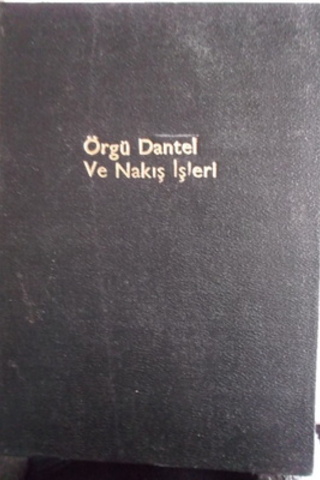 Örgü Dantel
Ve Nakış İşleri